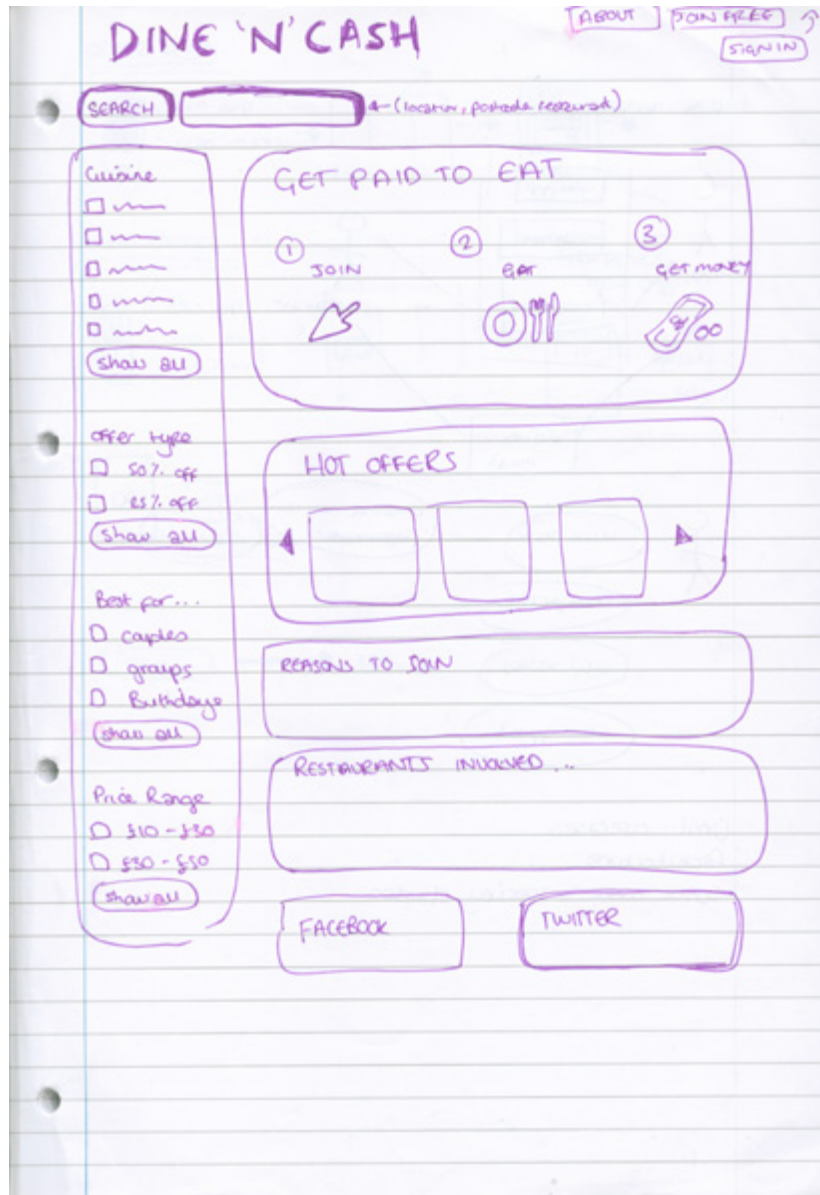 DINE 'N' CASH
ABOUT
JOIN FREE
SIGN IN
SEARCH
(location, postcode required)
Cuisine
show all
offer type
50% off
25% off
show all
Best for...
couples
groups
Birthdays
show all
Price Range
£10 - £30
£30 - £50
show all
GET PAID TO EAT
1 2 3
JOIN EAT GET MONEY
£
HOT OFFERS
REASONS TO JOIN
RESTAURANTS INVOLVED...
FACEBOOK TWITTER